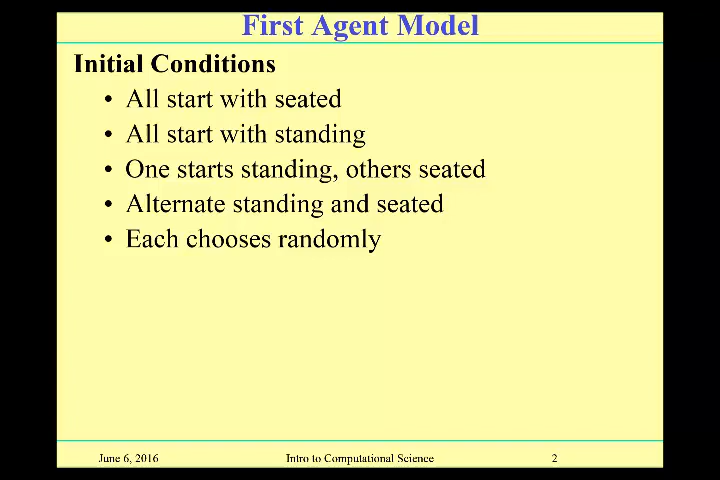 First Agent Model
Initial Conditions
• All start with seated
• All start with standing
• One starts standing, others seated
• Alternate standing and seated
• Each chooses randomly
June 6, 2016 Intro to Computational Science 2